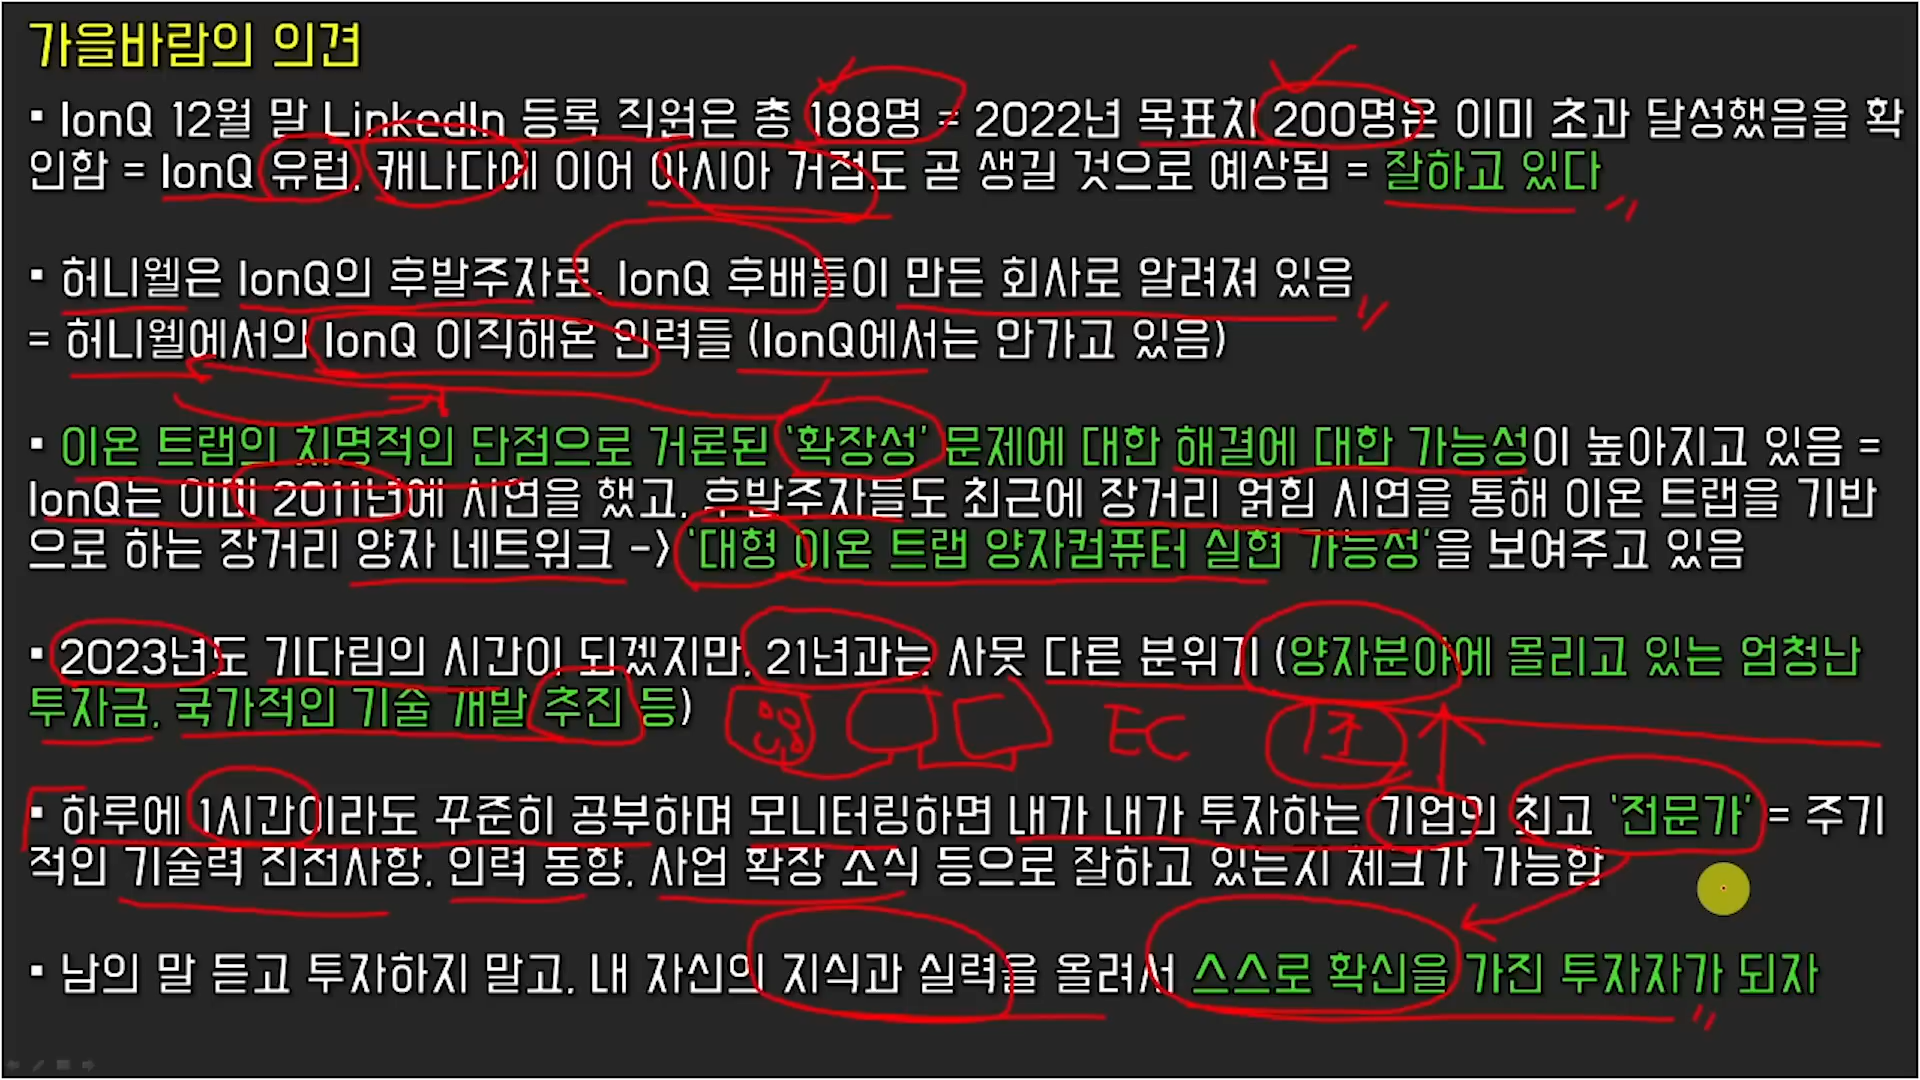 가을바람의 의견
▪ IonQ 12월 말 LinkedIn 등록 직원은 총 188명 = 2022년 목표치 200명은 이미 초과 달성했음을 확
인함 = IonQ 유럽, 캐나다에 이어 아시아 거점도 곧 생길 것으로 예상됨 = 잘하고 있다
▪ 허니웰은 IonQ의 후발주자로, IonQ 후배들이 만든 회사로 알려져 있음
= 허니웰에서의 IonQ 이직해온 인력들 (IonQ에서는 안가고 있음)
▪ 이온 트랩의 치명적인 단점으로 거론된 '확장성' 문제에 대한 해결에 대한 가능성이 높아지고 있음 =
IonQ는 이미 2011년에 시연을 했고, 후발주자들도 최근에 장거리 얽힘 시연을 통해 이온 트랩을 기반
으로 하는 장거리 양자 네트워크 -> '대형 이온 트랩 양자컴퓨터 실현 가능성'을 보여주고 있음
▪ 2023년도 기다림의 시간이 되겠지만, 21년과는 사뭇 다른 분위기 (양자분야에 몰리고 있는 엄청난
투자금, 국가적인 기술 개발 추진 등)
EC 1조
▪ 하루에 1시간이라도 꾸준히 공부하며 모니터링하면 내가 내가 투자하는 기업의 최고 '전문가' = 주기
적인 기술력 진전사항, 인력 동향, 사업 확장 소식 등으로 잘하고 있는지 체크가 가능함
▪ 남의 말 듣고 투자하지 말고, 내 자신의 지식과 실력을 올려서 스스로 확신을 가진 투자자가 되자